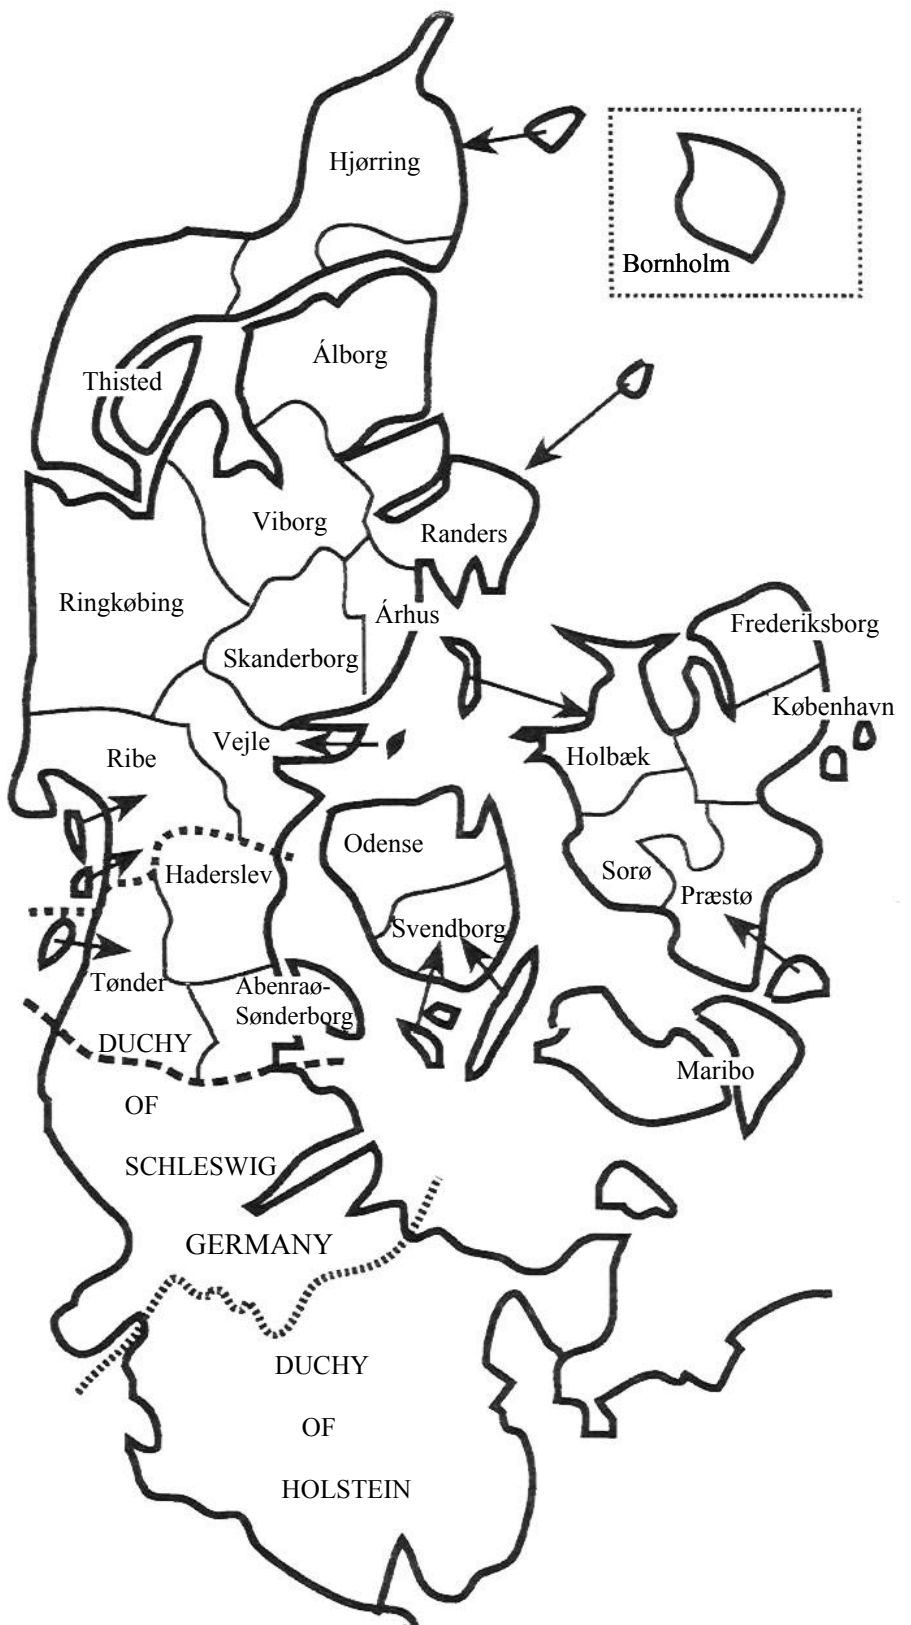 Hjørring
Bornholm
Álborg
Thisted
Viborg
Randers
Ringkøbing
Århus
Frederiksborg
Skanderborg
København
Vejle
Ribe
Holbæk
Odense
Haderslev
Sorø
Præstø
Svendborg
Tønder
Abenraø-
Sønderborg
DUCHY
Maribo
OF
SCHLESWIG
GERMANY
DUCHY
OF
HOLSTEIN